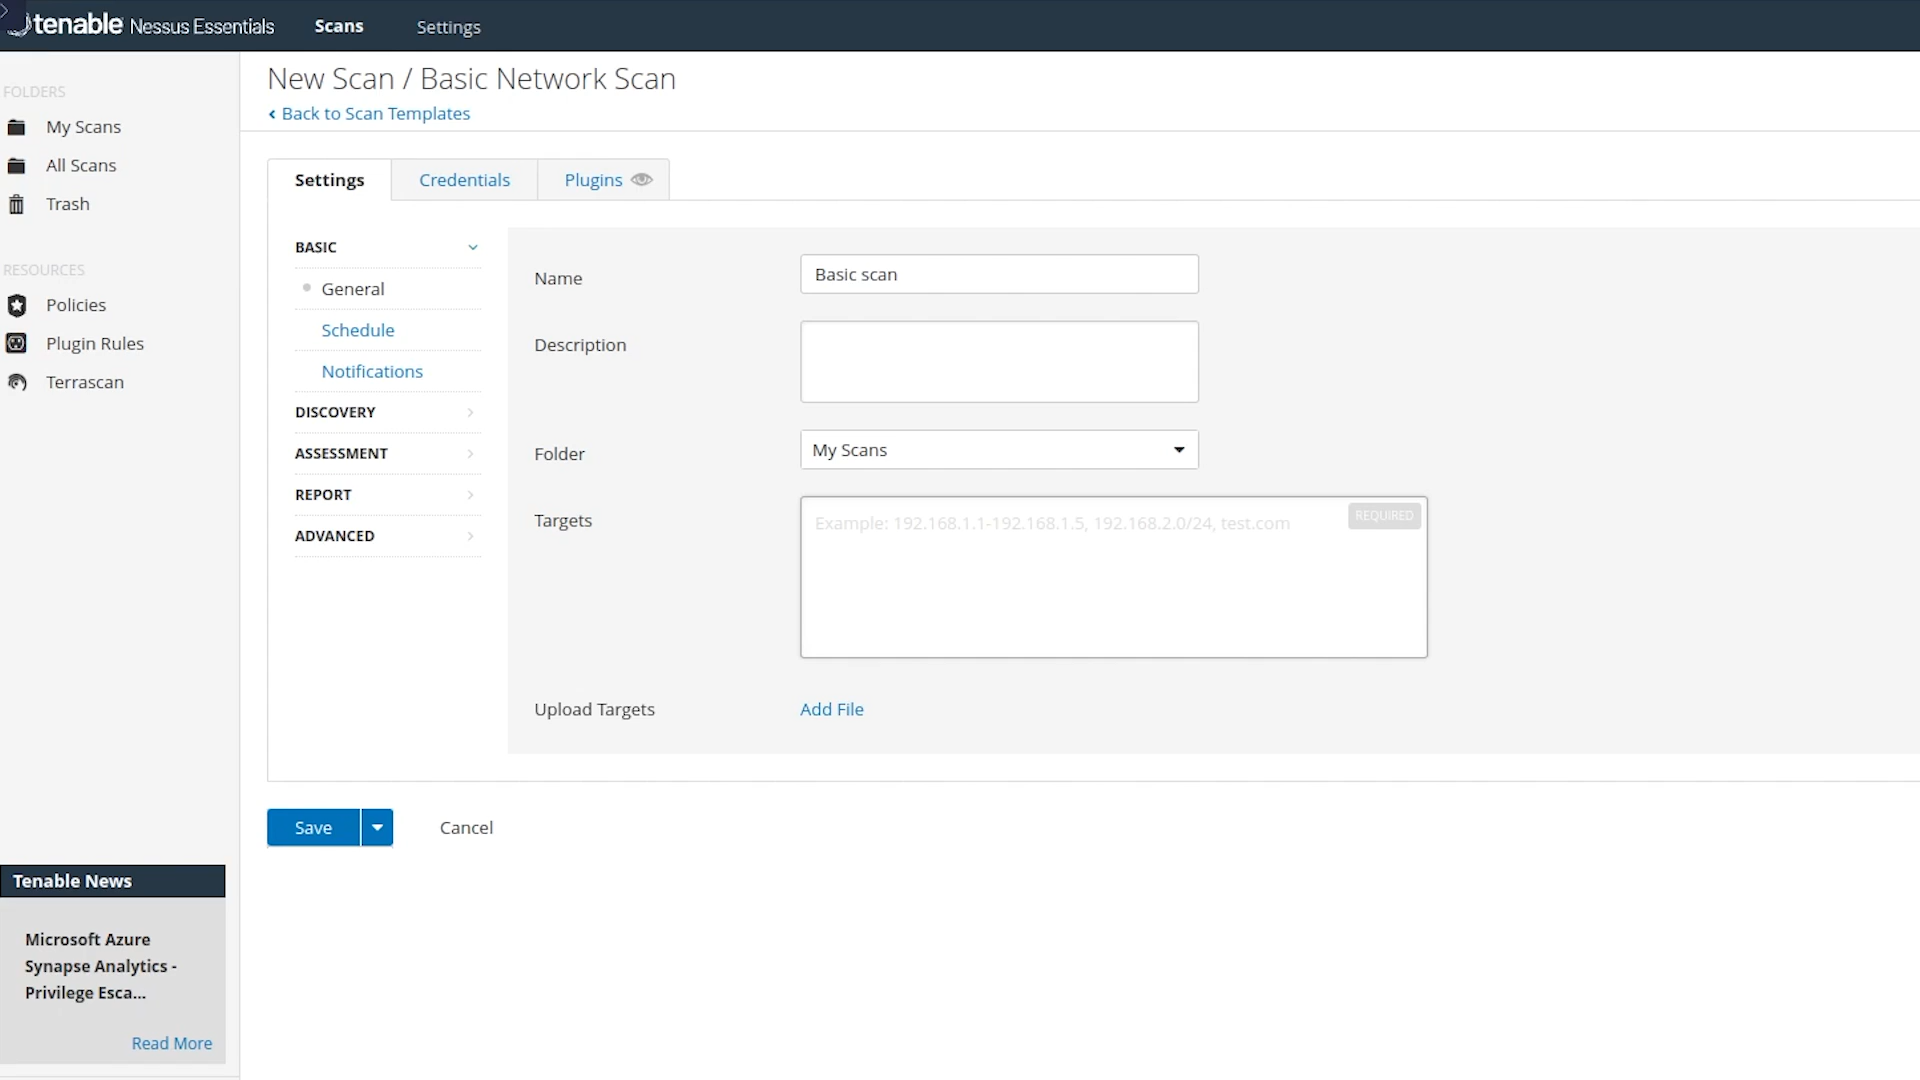 tenable Nessus Essentials
Scans
Settings
FOLDERS
My Scans
All Scans
Trash
RESOURCES
Policies
Plugin Rules
Terrascan
Tenable News
Microsoft Azure
Synapse Analytics -
Privilege Esca...
Read More
New Scan / Basic Network Scan
Back to Scan Templates
Settings
Credentials
Plugins
BASIC
General
Schedule
Notifications
DISCOVERY
ASSESSMENT
REPORT
ADVANCED
Name
Basic scan
Description
Folder
My Scans
Targets
Example: 192.168.1.1-192.168.1.5, 192.168.2.0/24, test.com
REQUIRED
Upload Targets
Add File
Save
Cancel